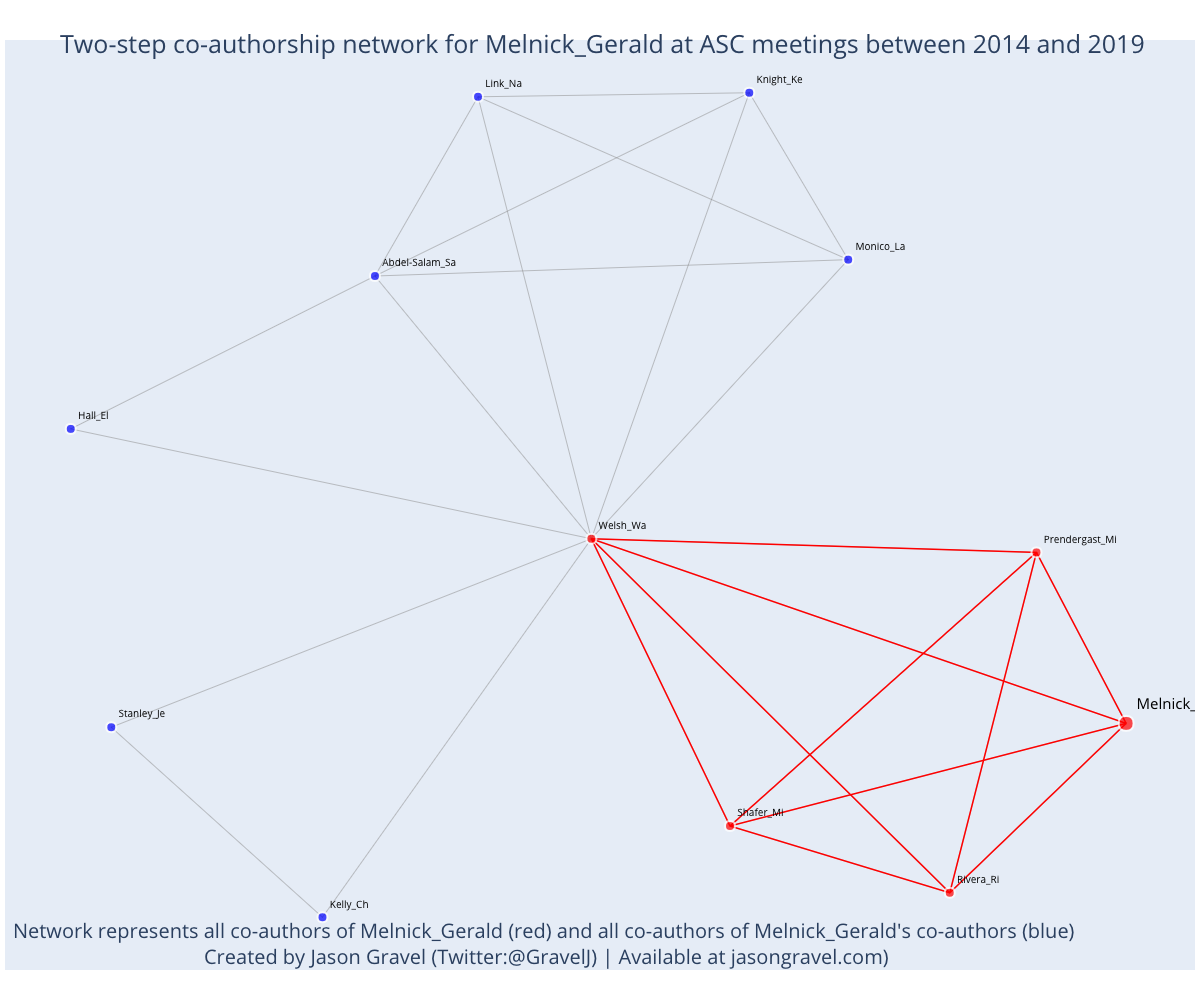 Two-step co-authorship network for Melnick_Gerald at ASC meetings between 2014 and 2019
Link_Na
Knight_Ke
Monico_La
Abdel-Salam_Sa
Hall_El
Welsh_Wa
Prendergast_Mi
Melnick_
Stanley_Je
Shafer_Mi
Rivera_Ri
Kelly_Ch
Network represents all co-authors of Melnick_Gerald (red) and all co-authors of Melnick_Gerald's co-authors (blue)
Created by Jason Gravel (Twitter:@GravelJ) | Available at jasongravel.com)